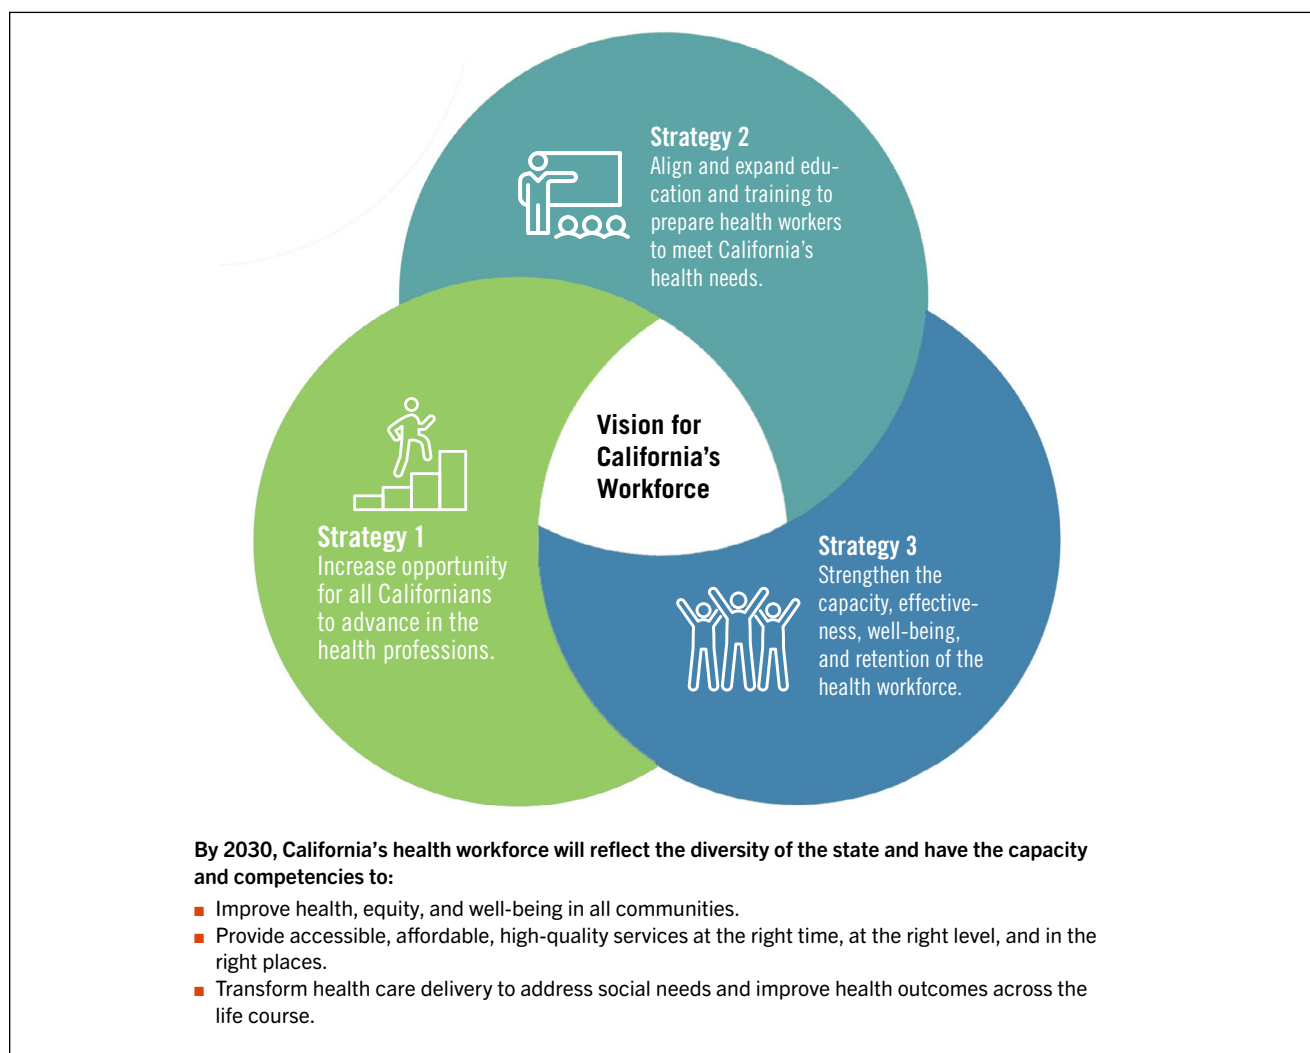 Strategy 2
Align and expand edu-
cation and training to
prepare health workers
to meet California's
health needs.
Vision for
California's
Workforce
Strategy 1
Increase opportunity
for all Californians
to advance in the
health professions.
Strategy 3
Strengthen the
capacity, effective-
ness, well-being,
and retention of the
health workforce.
By 2030, California's health workforce will reflect the diversity of the state and have the capacity
and competencies to:
■ Improve health, equity, and well-being in all communities.
■ Provide accessible, affordable, high-quality services at the right time, at the right level, and in the
right places.
■ Transform health care delivery to address social needs and improve health outcomes across the
life course.